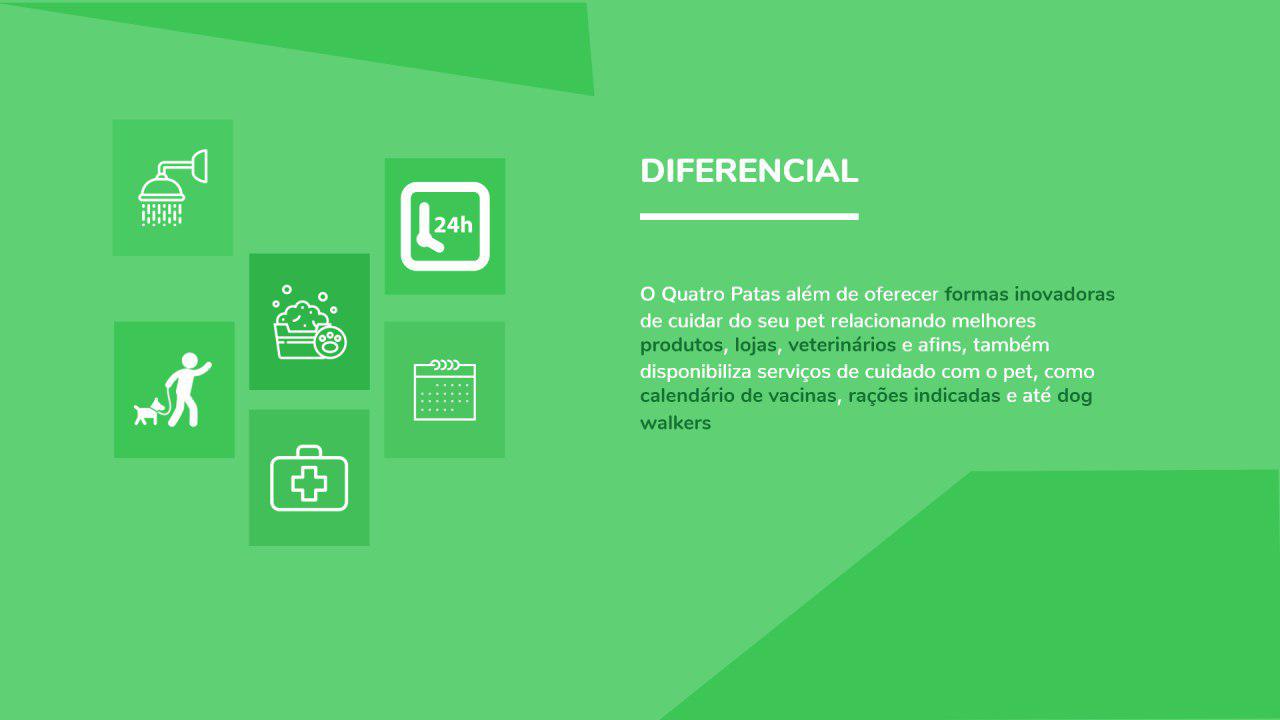 24h
DIFERENCIAL
O Quatro Patas além de oferecer formas inovadoras
de cuidar do seu pet relacionando melhores
produtos, lojas, veterinários e afins, também
disponibiliza serviços de cuidado com o pet, como
calendário de vacinas, rações indicadas e até dog
walkers